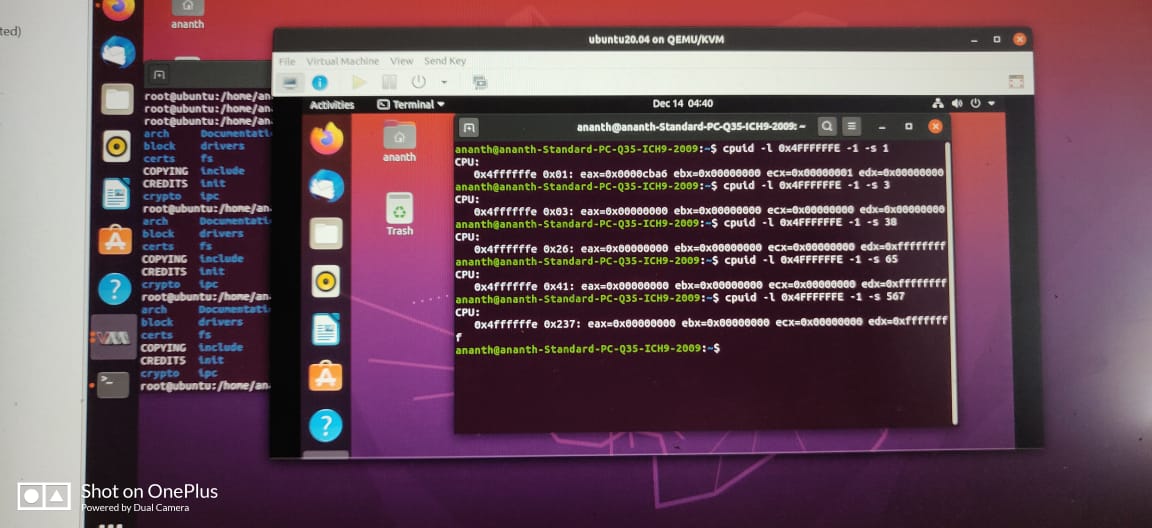 ted)
ananth
root@ubuntu:/home/an
root@ubuntu:/home/an
root@ubuntu:/home/an
arch Documentati
block drivers
certs fs
COPYING include
CREDITS init
crypto ipc
root@ubuntu:/home/an
arch Documentati
block drivers
certs fs
COPYING include
CREDITS init
crypto ipc
root@ubuntu:/home/an
arch Documentati
block drivers
certs fs
COPYING include
CREDITS init
crypto ipc
root@ubuntu:/home/an
ubuntu20.04 on QEMU/KVM
File Virtual Machine View Send Key
Activities Terminal Dec 14 04:40
ananth
Trash
ananth@ananth-Standard-PC-Q35-ICH9-2009: ~
ananth@ananth-Standard-PC-Q35-ICH9-2009:~$ cpuid -l 0x4FFFFFFE -1 -s 1
CPU:
0x4ffffffe 0x01: eax=0x0000cba6 ebx=0x00000000 ecx=0x00000001 edx=0x00000000
ananth@ananth-Standard-PC-Q35-ICH9-2009:~$ cpuid -l 0x4FFFFFFE -1 -s 3
CPU:
0x4ffffffe 0x03: eax=0x00000000 ebx=0x00000000 ecx=0x00000000 edx=0x00000000
ananth@ananth-Standard-PC-Q35-ICH9-2009:~$ cpuid -l 0x4FFFFFFE -1 -s 38
CPU:
0x4ffffffe 0x26: eax=0x00000000 ebx=0x00000000 ecx=0x00000000 edx=0xffffffff
ananth@ananth-Standard-PC-Q35-ICH9-2009:~$ cpuid -l 0x4FFFFFFE -1 -s 65
CPU:
0x4ffffffe 0x41: eax=0x00000000 ebx=0x00000000 ecx=0x00000000 edx=0xffffffff
ananth@ananth-Standard-PC-Q35-ICH9-2009:~$ cpuid -l 0x4FFFFFFE -1 -s 567
CPU:
0x4ffffffe 0x237: eax=0x00000000 ebx=0x00000000 ecx=0x00000000 edx=0xfffffff
f
ananth@ananth-Standard-PC-Q35-ICH9-2009:~$
Shot on OnePlus
Powered by Dual Camera